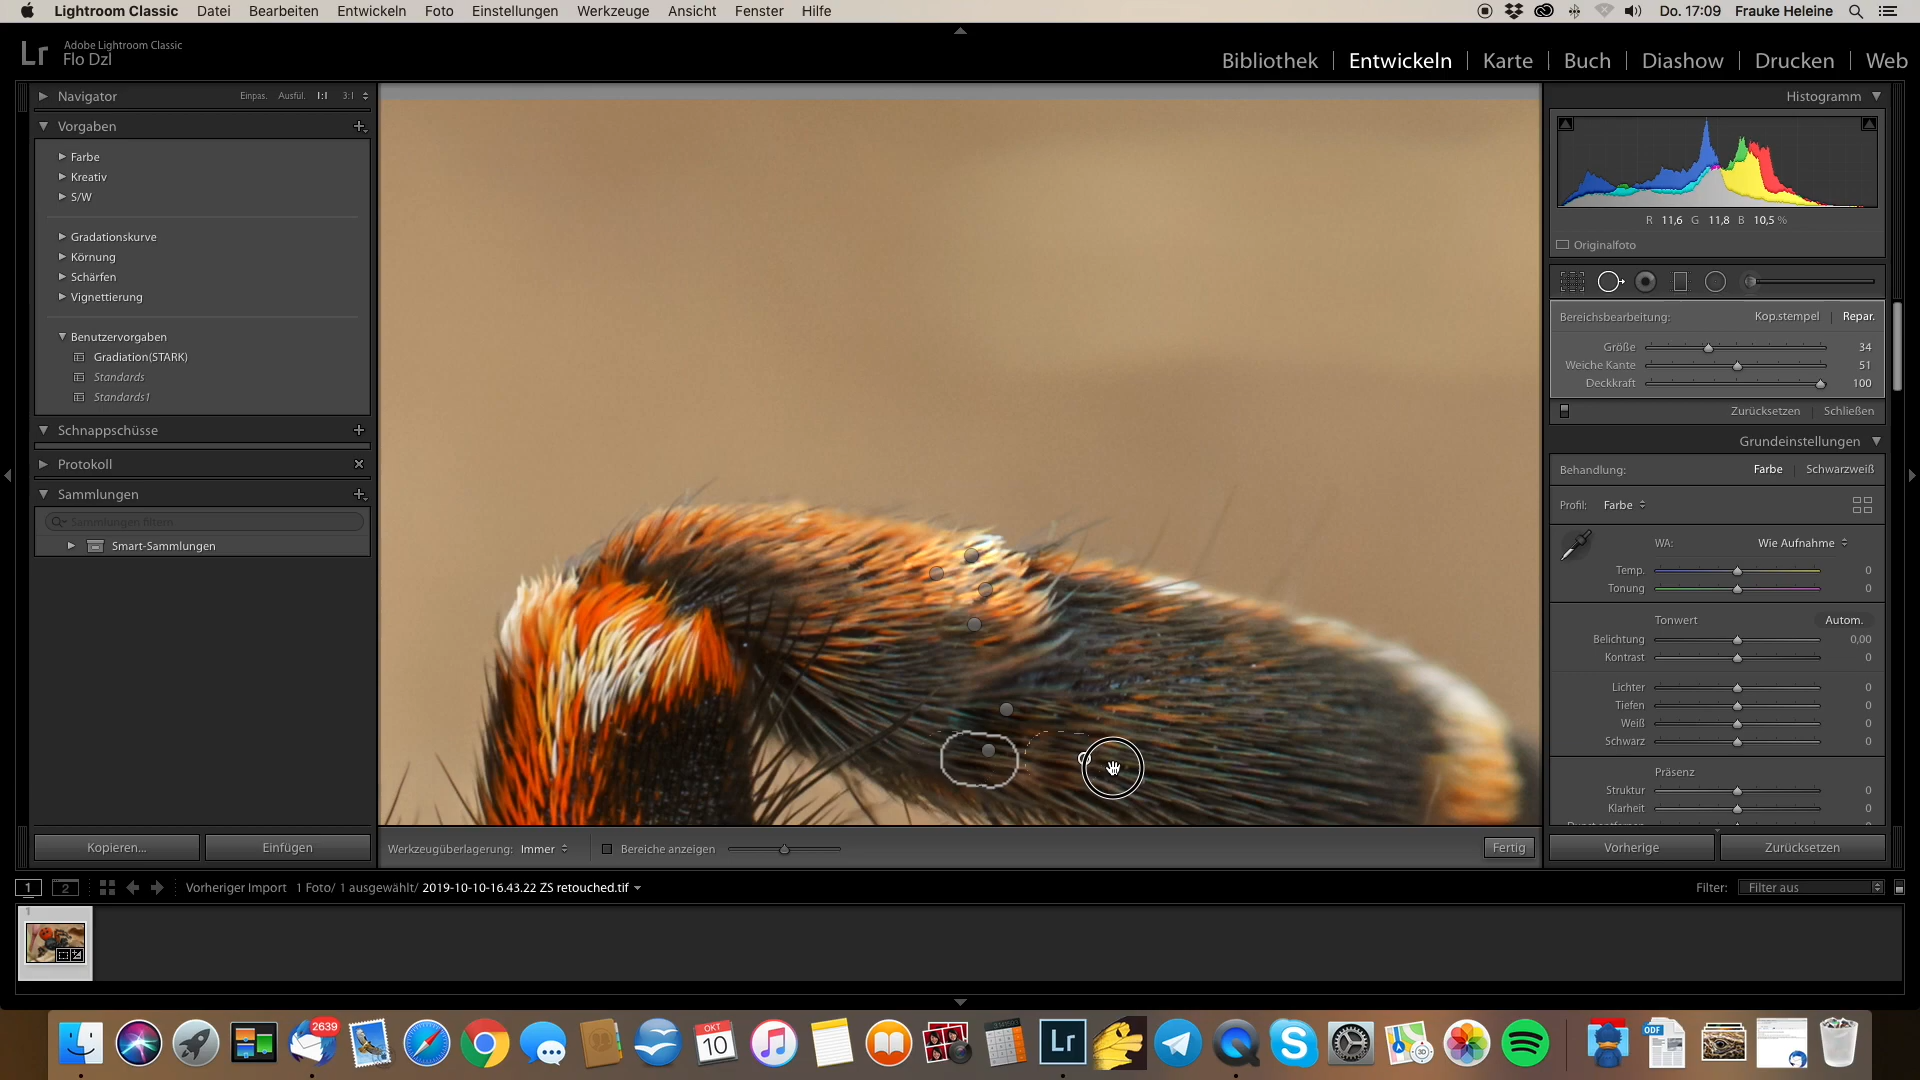 Lightroom Classic Datei Bearbeiten Entwickeln Foto Einstellungen Werkzeuge Ansicht Fenster Hilfe Do. 17:09 Frauke Heleine
Lr Adobe Lightroom Classic
Flo Dzl
Bibliothek | Entwickeln | Karte | Buch | Diashow | Drucken | Web
Navigator Einpas. Ausfül. 1:1 3:1
Vorgaben
Farbe
Kreativ
S/W
Gradationskurve
Körnung
Schärfen
Vignettierung
Benutzervorgaben
Gradiation(STARK)
Standards
Standards1
Schnappschüsse
Protokoll
Sammlungen
Sammlungen filtern
Smart-Sammlungen
Kopieren... Einfügen
Histogramm
R 11,6 G 11,8 B 10,5 %
Originalfoto
Bereichsbearbeitung: Kop.stempel | Repar.
Größe 34
Weiche Kante 51
Deckkraft 100
Zurücksetzen Schließen
Grundeinstellungen
Behandlung: Farbe | Schwarzweiß
Profil: Farbe
WA: Wie Aufnahme
Temp. 0
Tonung 0
Tonwert Autom.
Belichtung 0,00
Kontrast 0
Lichter 0
Tiefen 0
Weiß 0
Schwarz 0
Präsenz
Struktur 0
Klarheit 0
Werkzeugüberlagerung: Immer Bereiche anzeigen Fertig
Vorherige Zurücksetzen
1 2 Vorheriger Import 1 Foto/ 1 ausgewählt/ 2019-10-10-16.43.22 ZS retouched.tif Filter: Filter aus
1
2639
OKT
10
Lr
3D
ODF